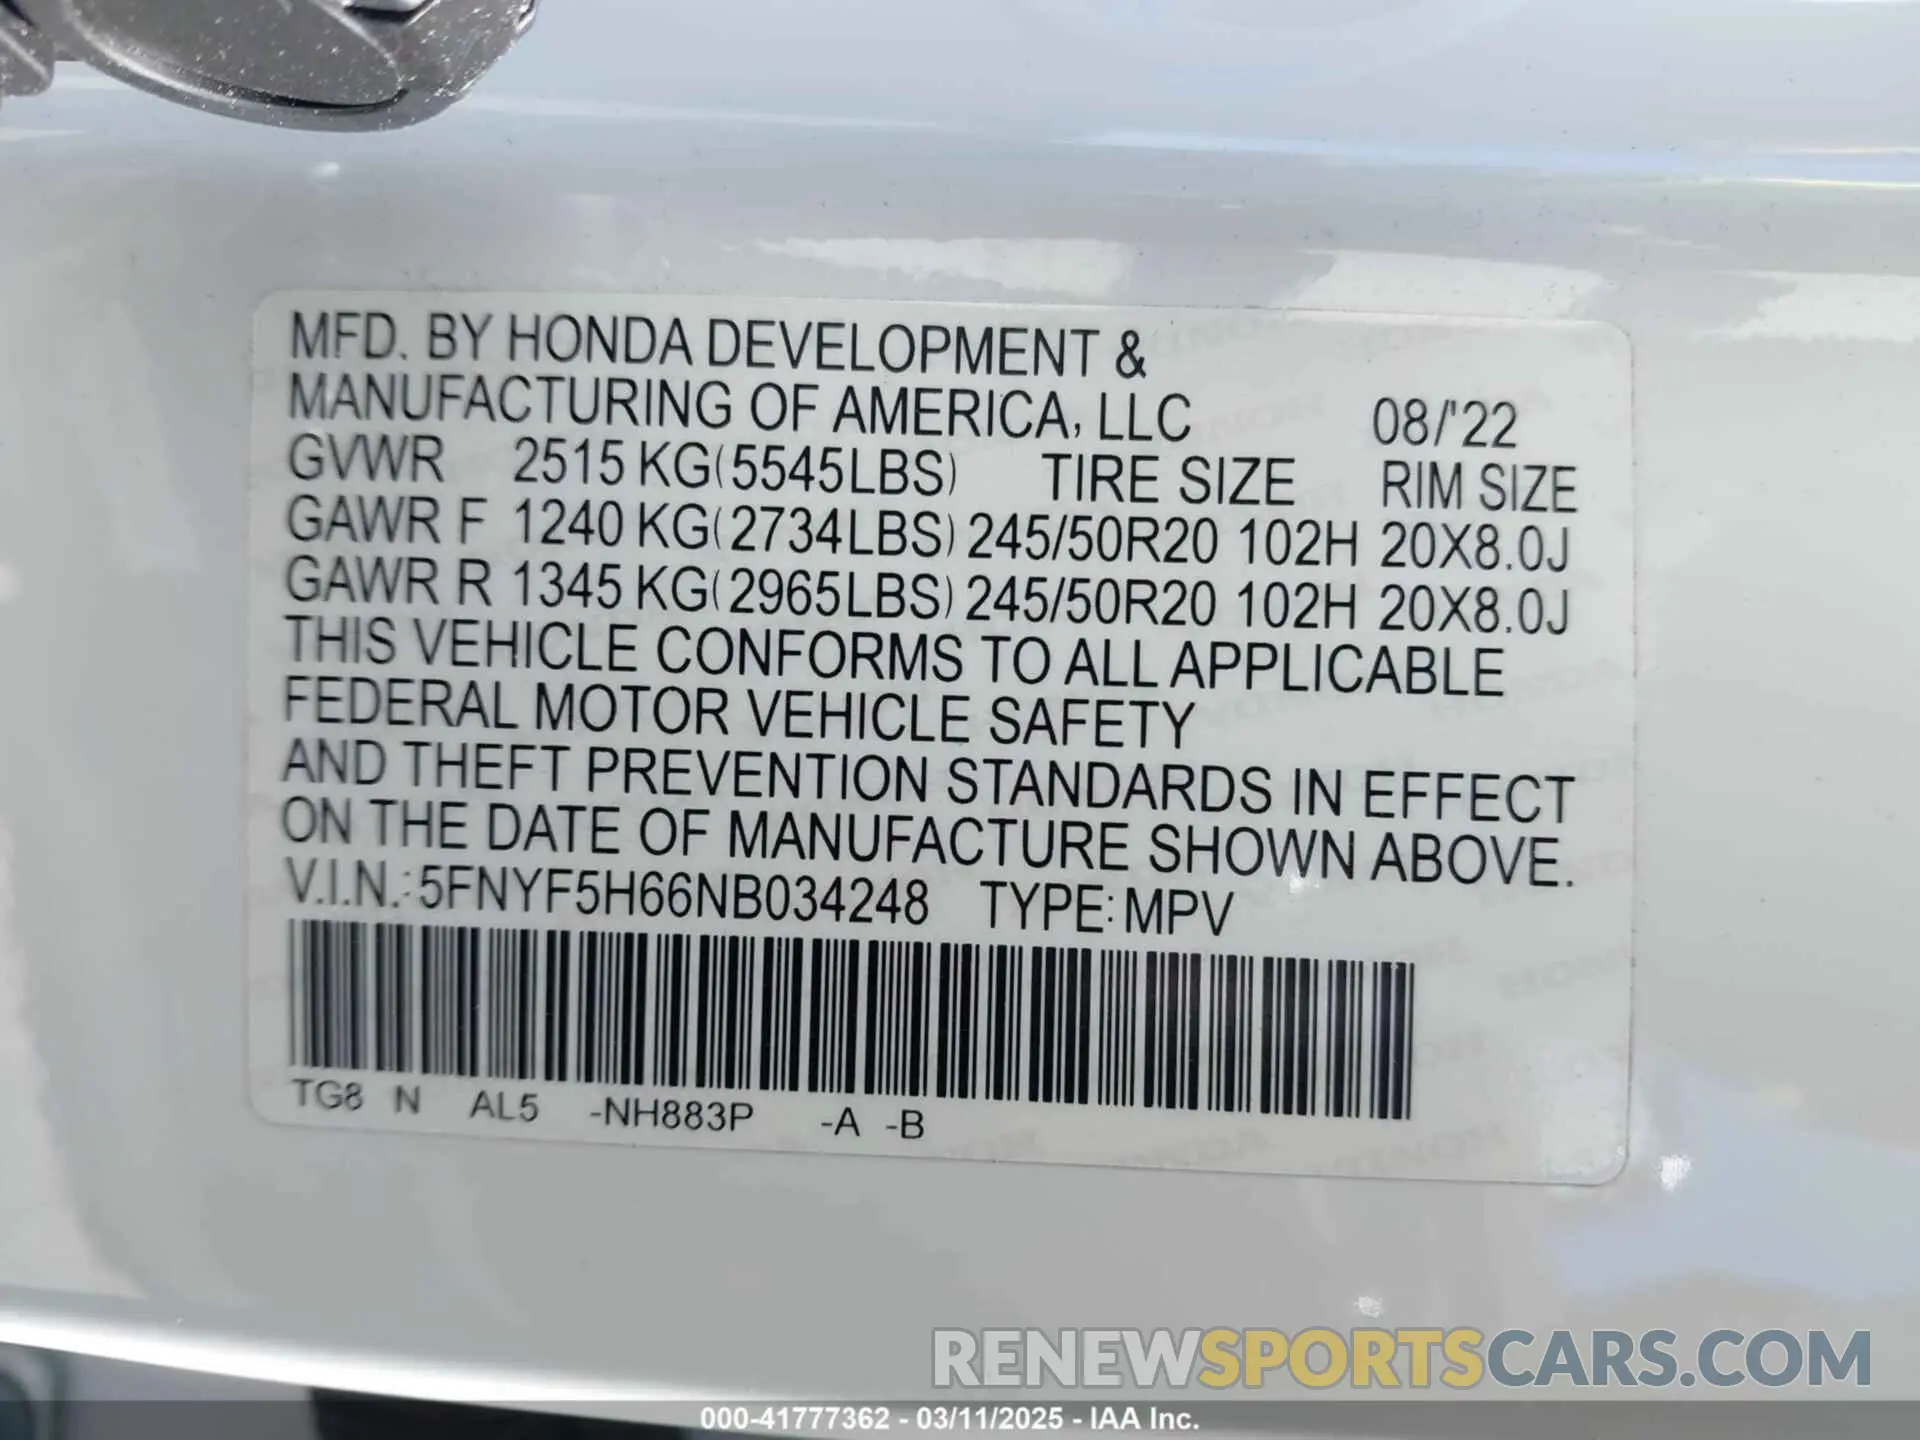 MFD. BY HONDA DEVELOPMENT &
MANUFACTURING OF AMERICA, LLC 08/'22
GVWR 2515 KG(5545LBS) TIRE SIZE RIM SIZE
GAWR F 1240 KG(2734LBS) 245/50R20 102H 20X8.0J
GAWR R 1345 KG(2965LBS) 245/50R20 102H 20X8.0J
THIS VEHICLE CONFORMS TO ALL APPLICABLE
FEDERAL MOTOR VEHICLE SAFETY
AND THEFT PREVENTION STANDARDS IN EFFECT
ON THE DATE OF MANUFACTURE SHOWN ABOVE.
V.I.N.: 5FNYF5H66NB034248 TYPE: MPV
TG8 N AL5 -NH883P -A -B
RENEWSPORTSCARS.COM
000-41777362 - 03/11/2025 - IAA Inc.